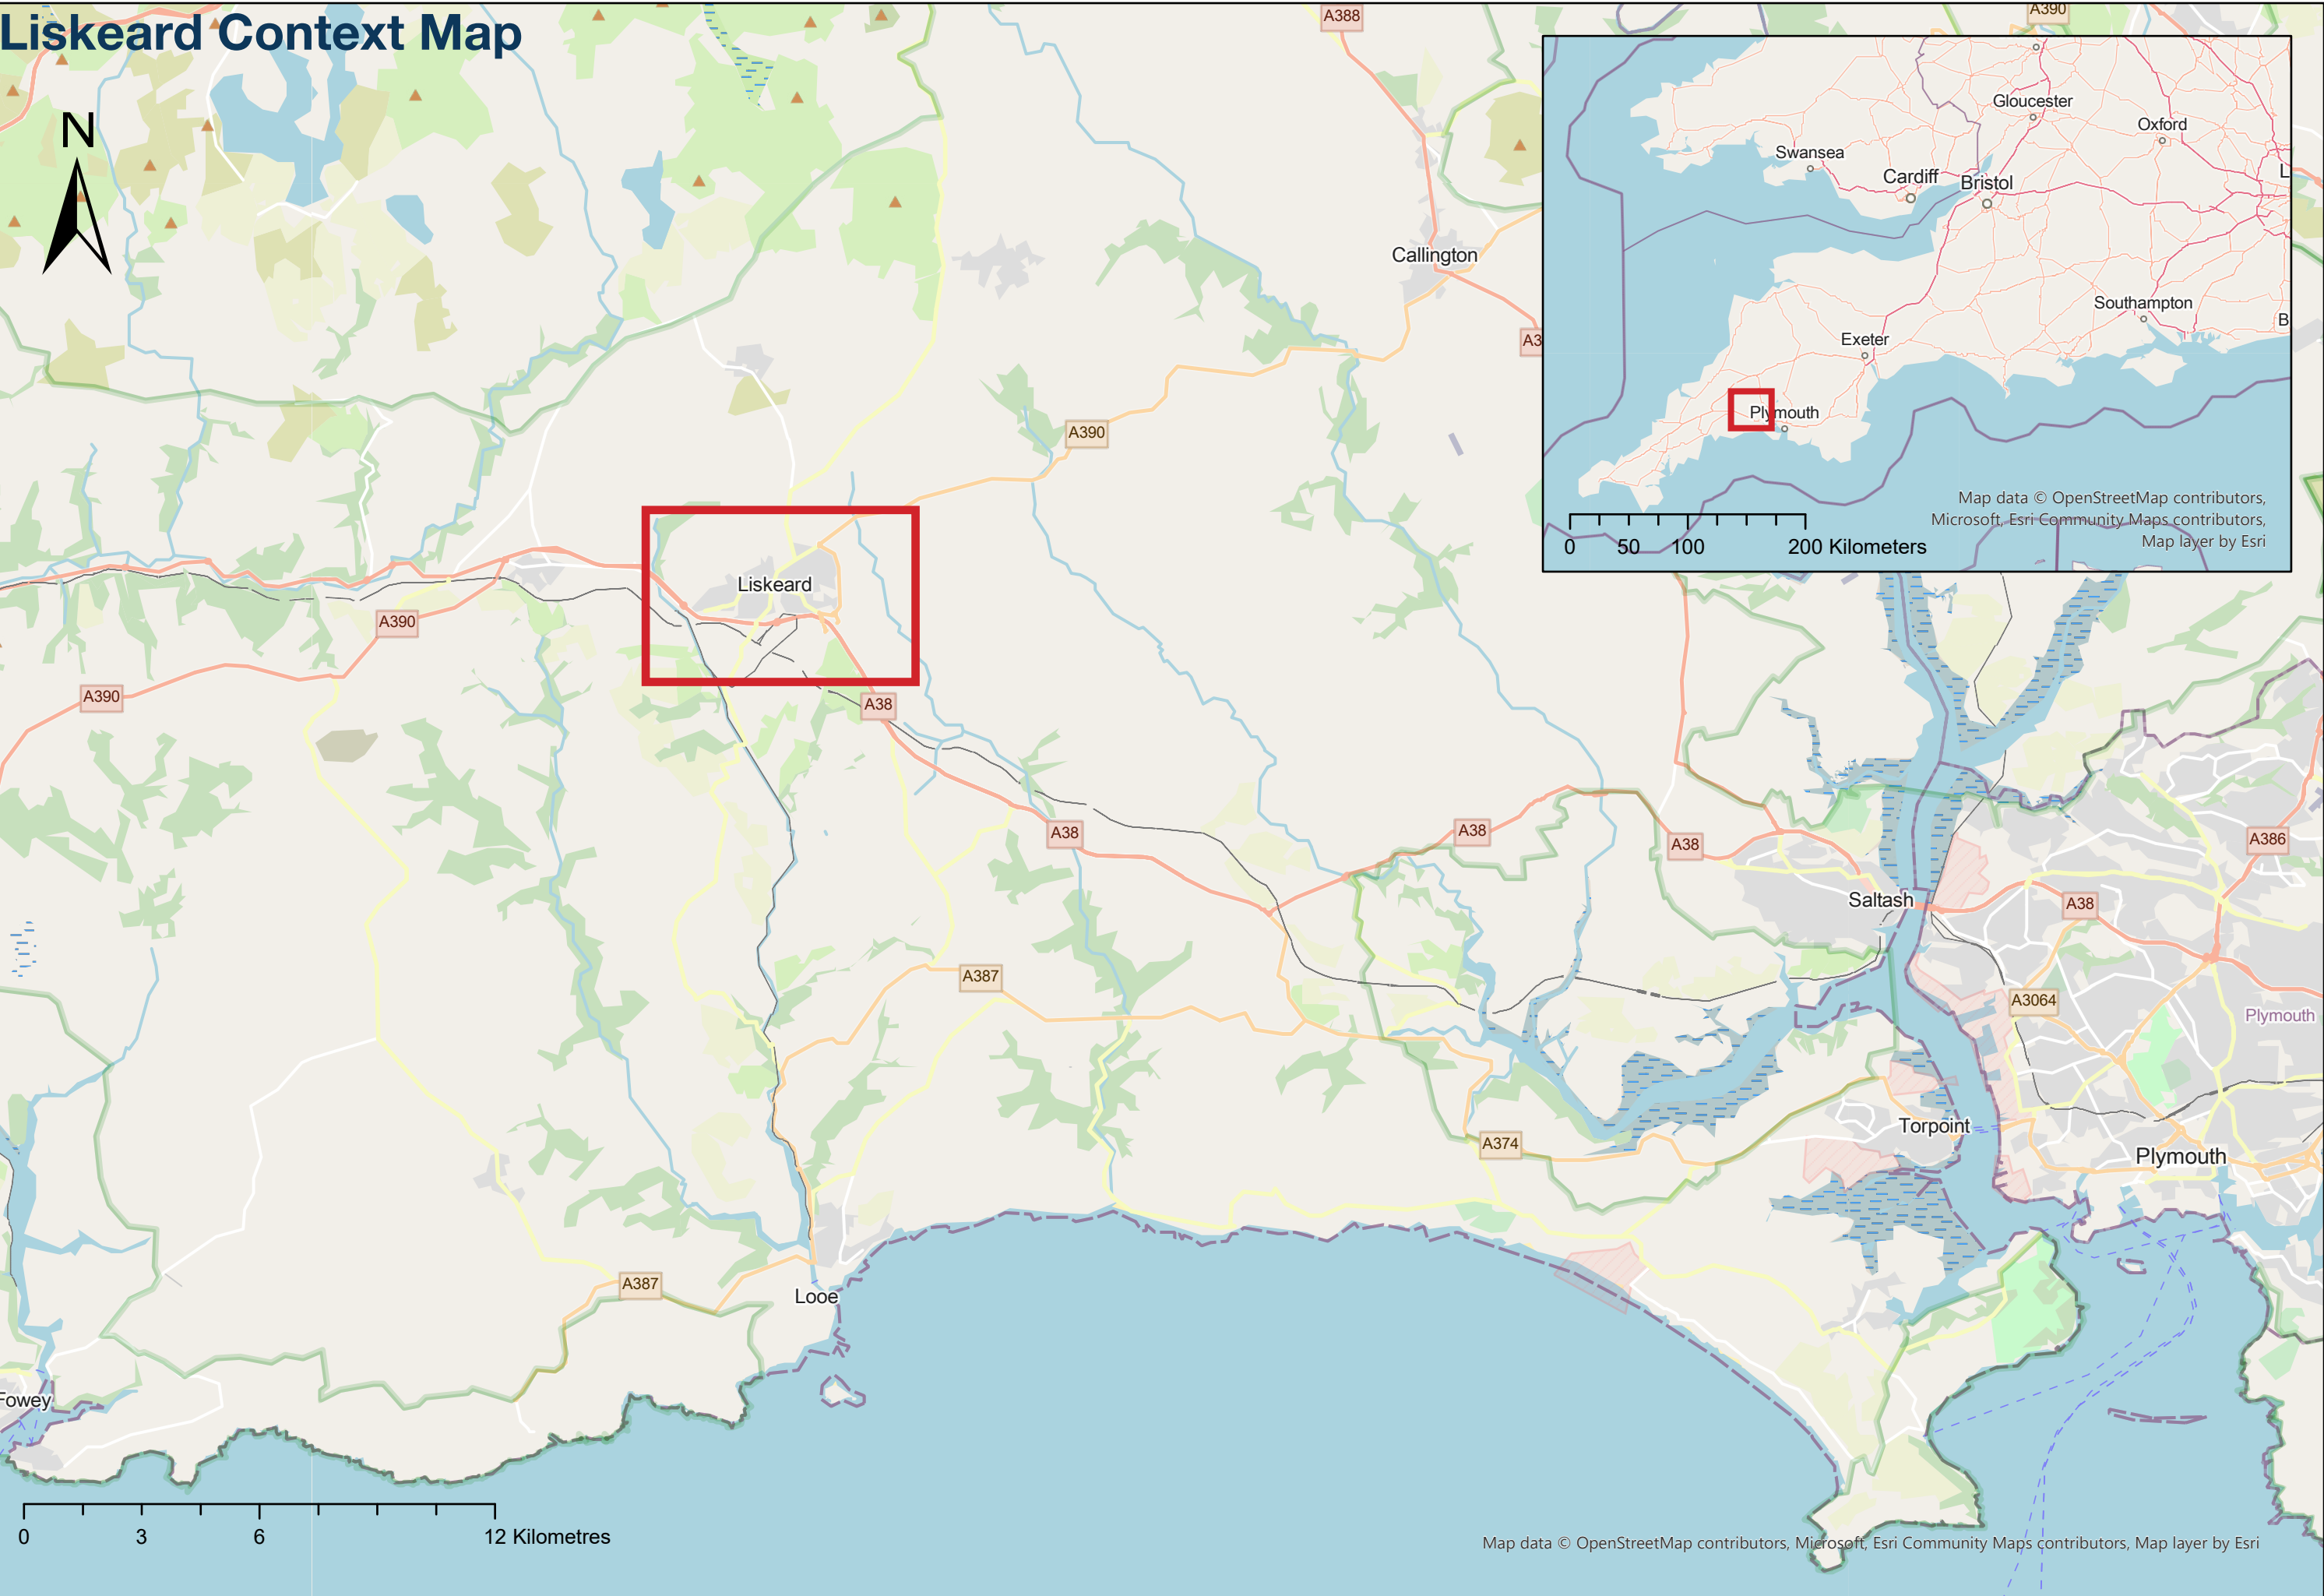 Liskeard Context Map
N
A388
A390
Callington
A3
A390
Liskeard
A390
A390
A38
A38
A38
A38
Saltash
A38
A386
A387
A3064
Plymouth
Torpoint
A374
Plymouth
A387
Looe
Fowey
0 3 6 12 Kilometres
Map data © OpenStreetMap contributors, Microsoft, Esri Community Maps contributors, Map layer by Esri
Gloucester
Oxford
Swansea
Cardiff
Bristol
L
Southampton
B
Exeter
Plymouth
Map data © OpenStreetMap contributors,
Microsoft, Esri Community Maps contributors,
Map layer by Esri
0 50 100 200 Kilometers